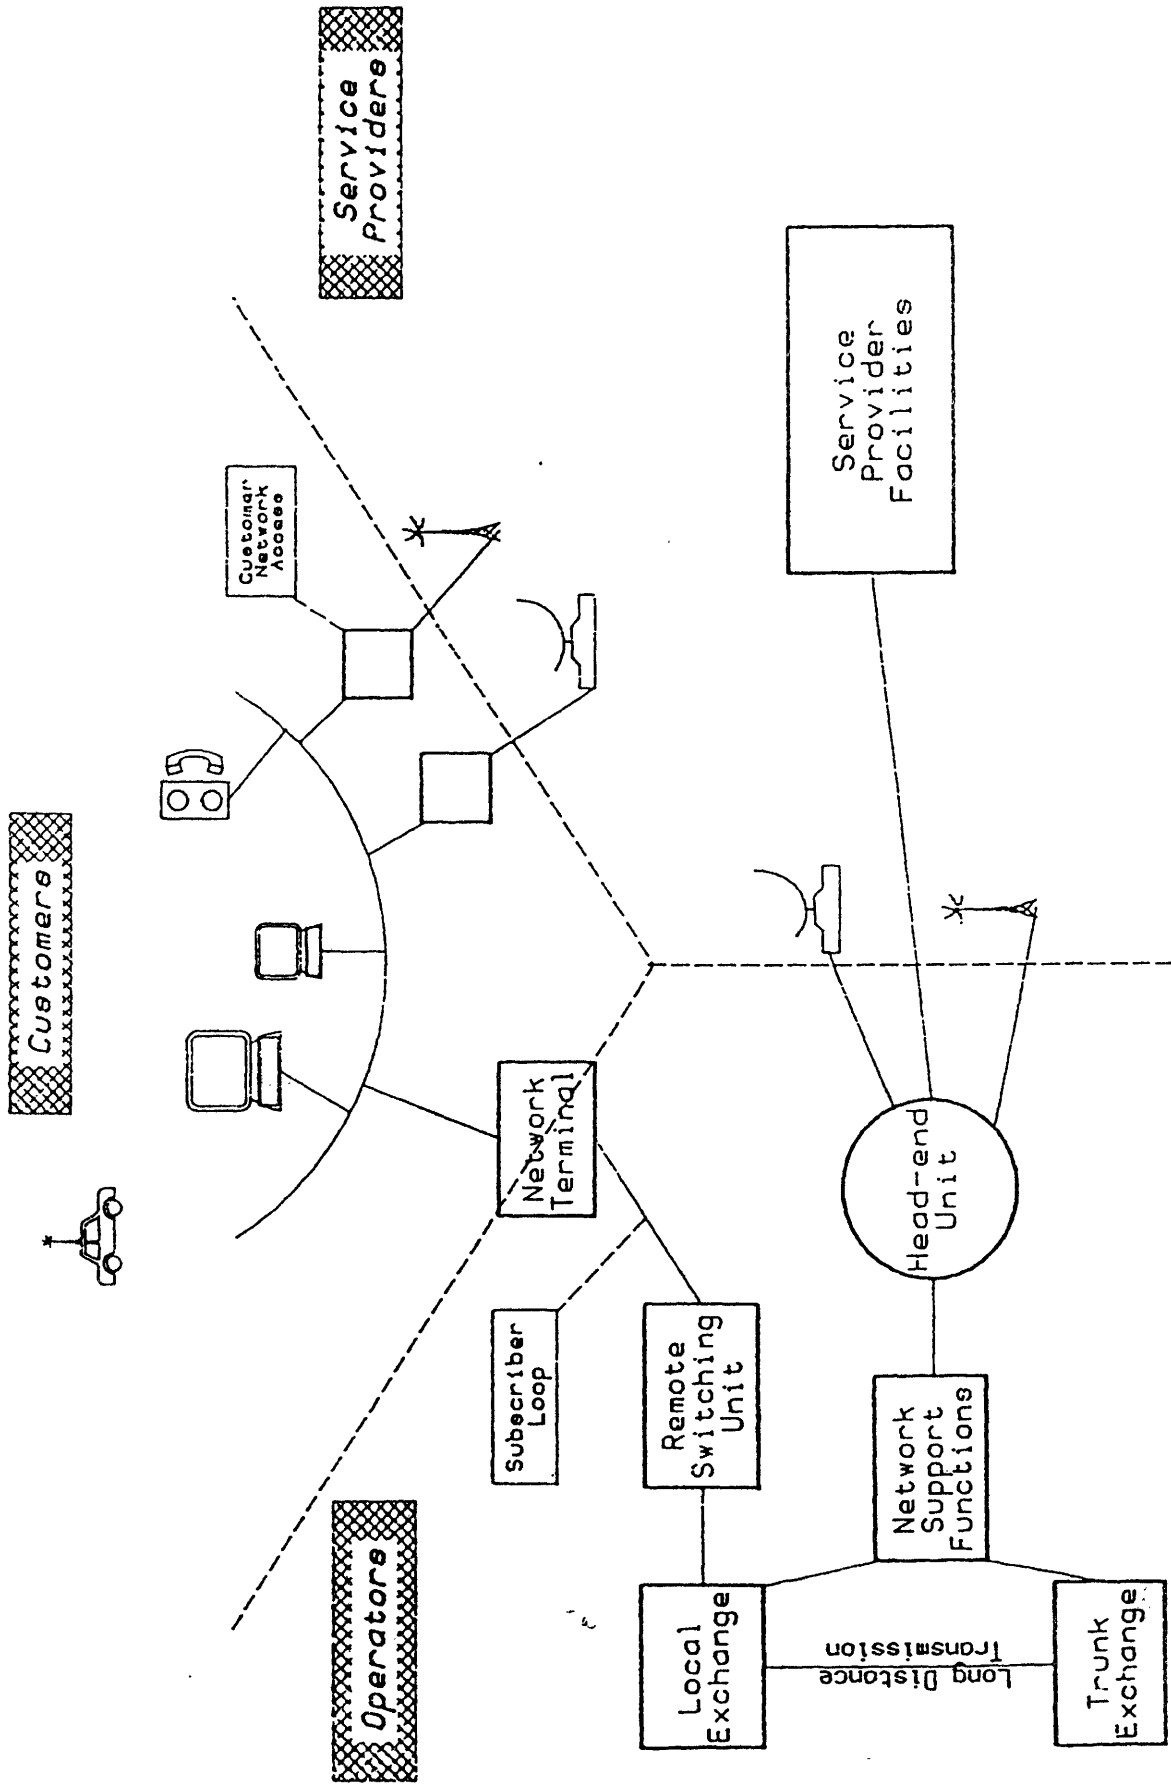 Customers
Service
Providers
Operators
Customer
Network
Access
Network
Terminal
Subscriber
Loop
Remote
Switching
Unit
Local
Exchange
Long Distance
Transmission
Trunk
Exchange
Network
Support
Functions
Head-end
Unit
Service
Provider
Facilities